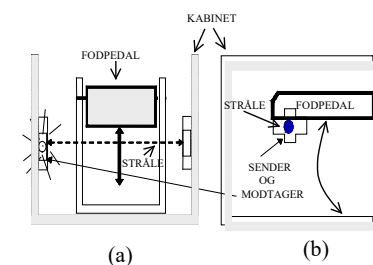 KABINET
FODPEDAL
STRÅLE
STRÅLE
FODPEDAL
SENDER
OG
MODTAGER
(a)
(b)